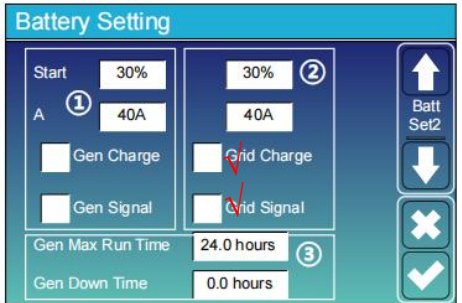 Battery Setting
Start 30% 30% ②
A ① 40A 40A
Gen Charge Grid Charge
Gen Signal Grid Signal
Gen Max Run Time 24.0 hours ③
Gen Down Time 0.0 hours
Batt
Set2